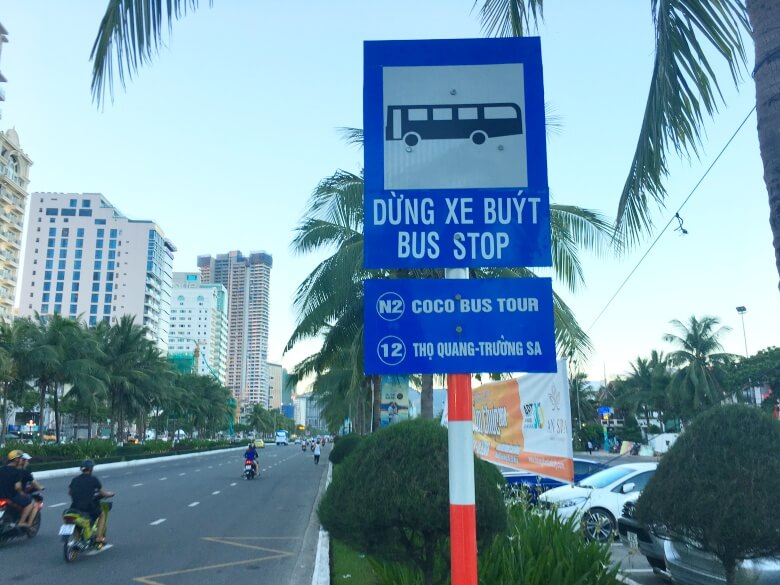 DỪNG XE BUÝT
BUS STOP
N2 COCO BUS TOUR
12 THỌ QUANG-TRƯỜNG SA